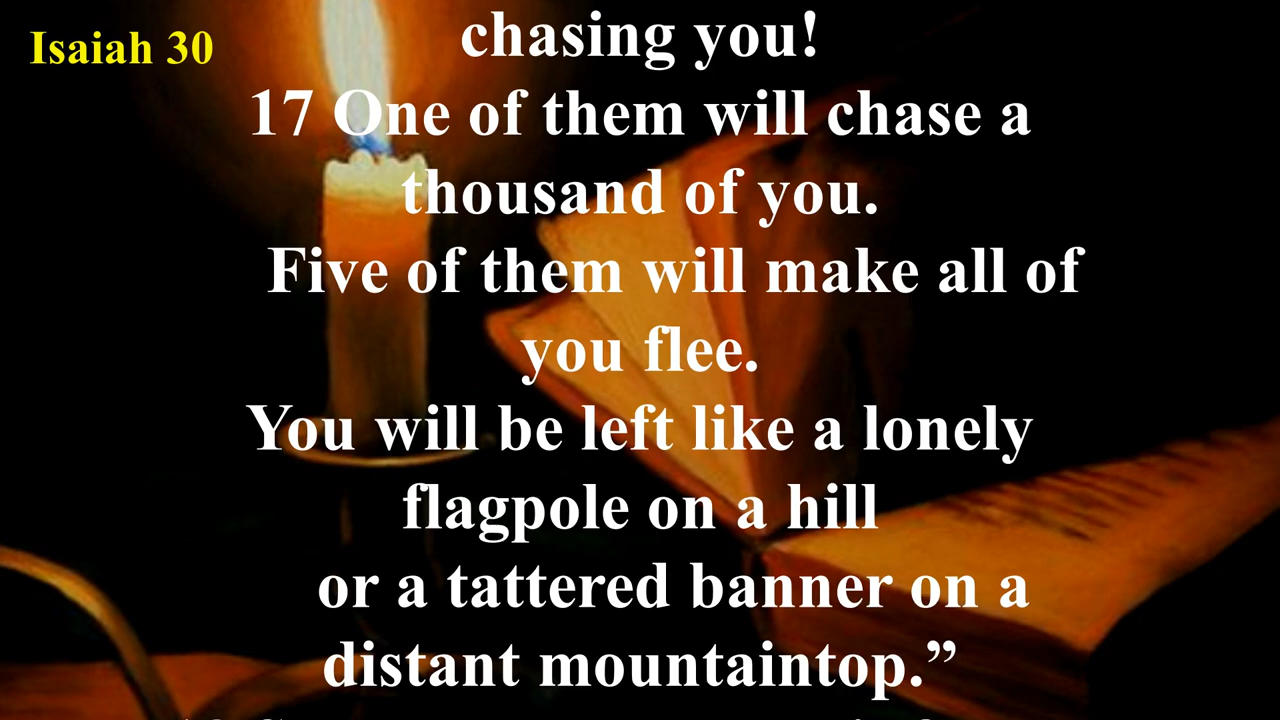 Isaiah 30
chasing you!
17 One of them will chase a
thousand of you.
Five of them will make all of
you flee.
You will be left like a lonely
flagpole on a hill
or a tattered banner on a
distant mountaintop.”